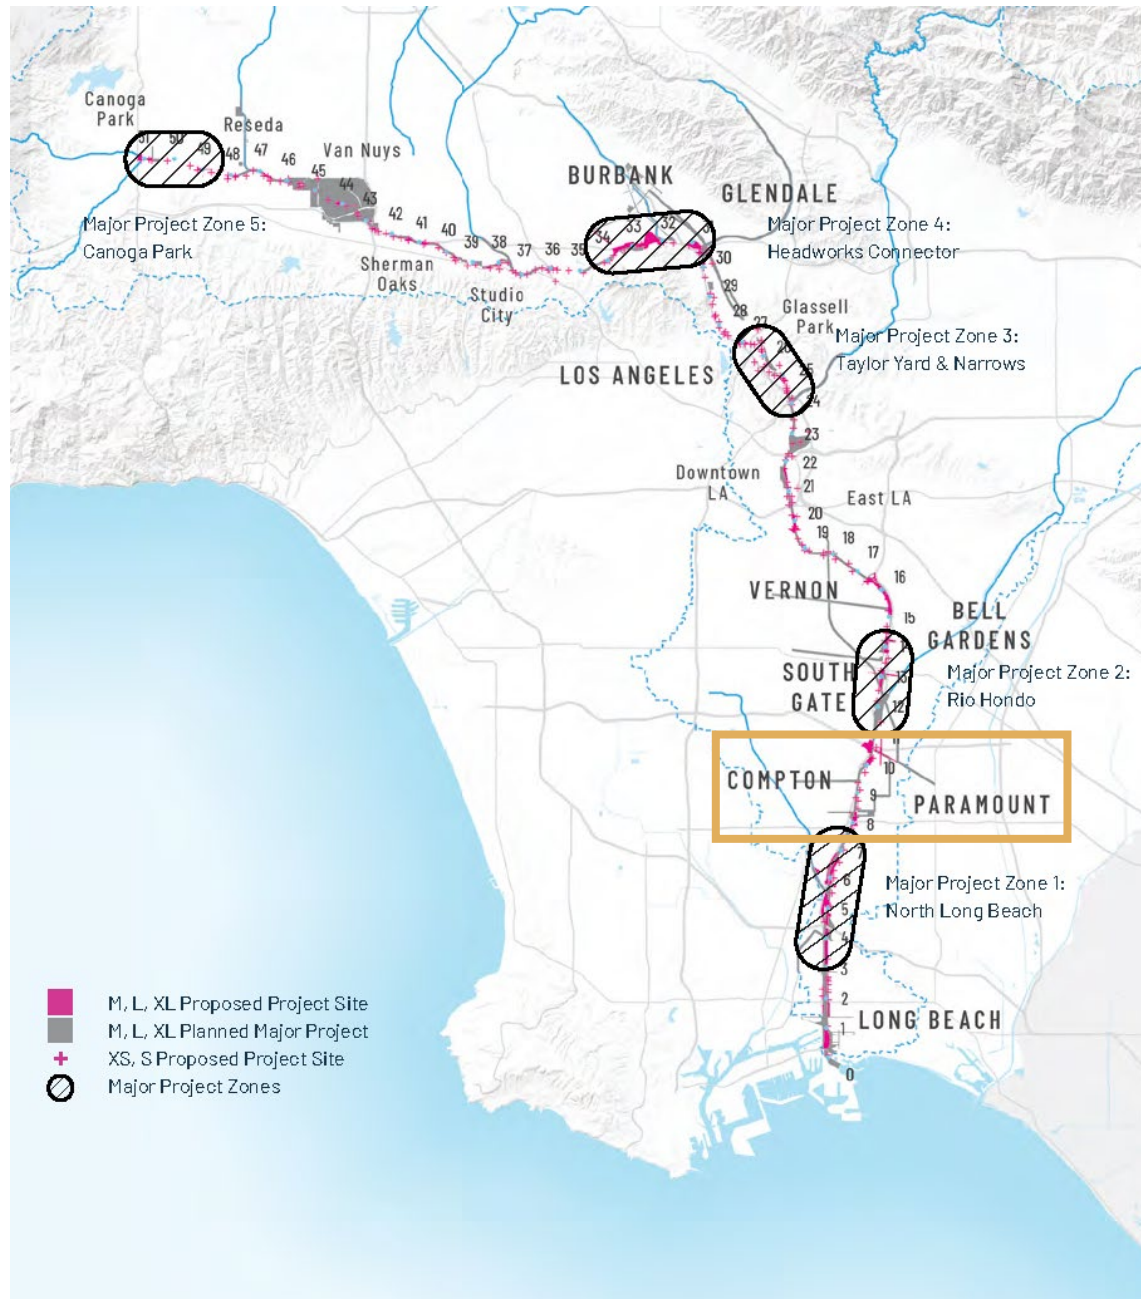 Canoga
Park
Reseda
Van Nuys
BURBANK
GLENDALE
51
50
49
48
47
46
45
44
43
42
41
40
39
38
37
36
35
34
33
32
30
29
28
27
26
25
24
23
22
21
20
19
18
17
16
15
13
12
11
10
9
8
7
6
5
4
3
2
1
0
Major Project Zone 5:
Canoga Park
Sherman
Oaks
Studio
City
Major Project Zone 4:
Headworks Connector
Glassell
Park
Major Project Zone 3:
Taylor Yard & Narrows
LOS ANGELES
Downtown
LA
East LA
VERNON
BELL
GARDENS
SOUTH
GATE
Major Project Zone 2:
Rio Hondo
COMPTON
PARAMOUNT
Major Project Zone 1:
North Long Beach
LONG BEACH
M, L, XL Proposed Project Site
M, L, XL Planned Major Project
XS, S Proposed Project Site
Major Project Zones